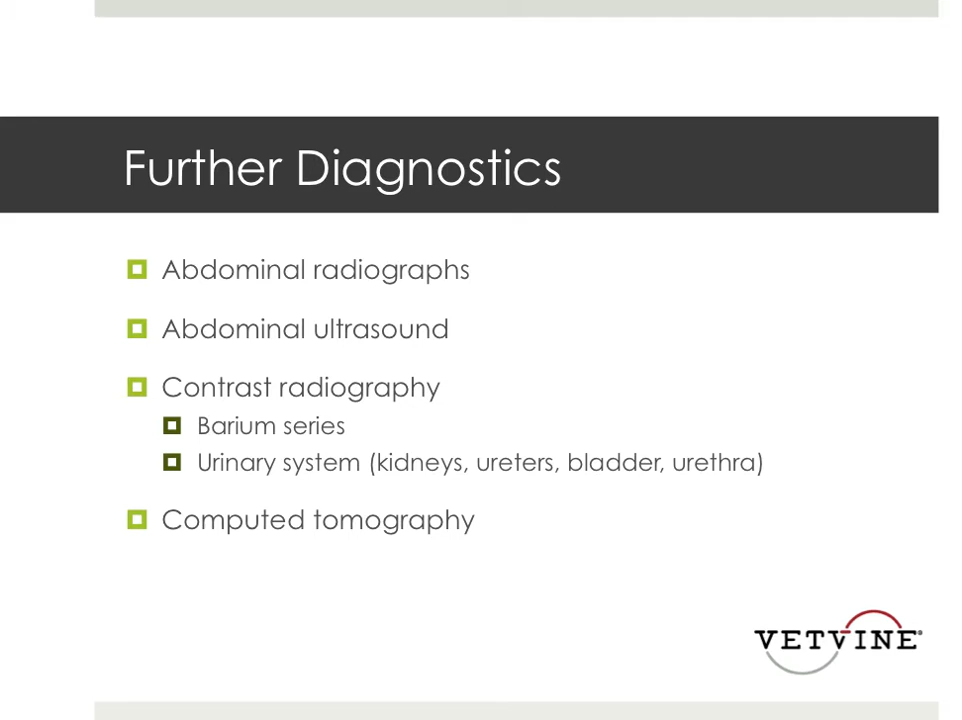 Further Diagnostics
Abdominal radiographs
Abdominal ultrasound
Contrast radiography
Barium series
Urinary system (kidneys, ureters, bladder, urethra)
Computed tomography
VETVINE®